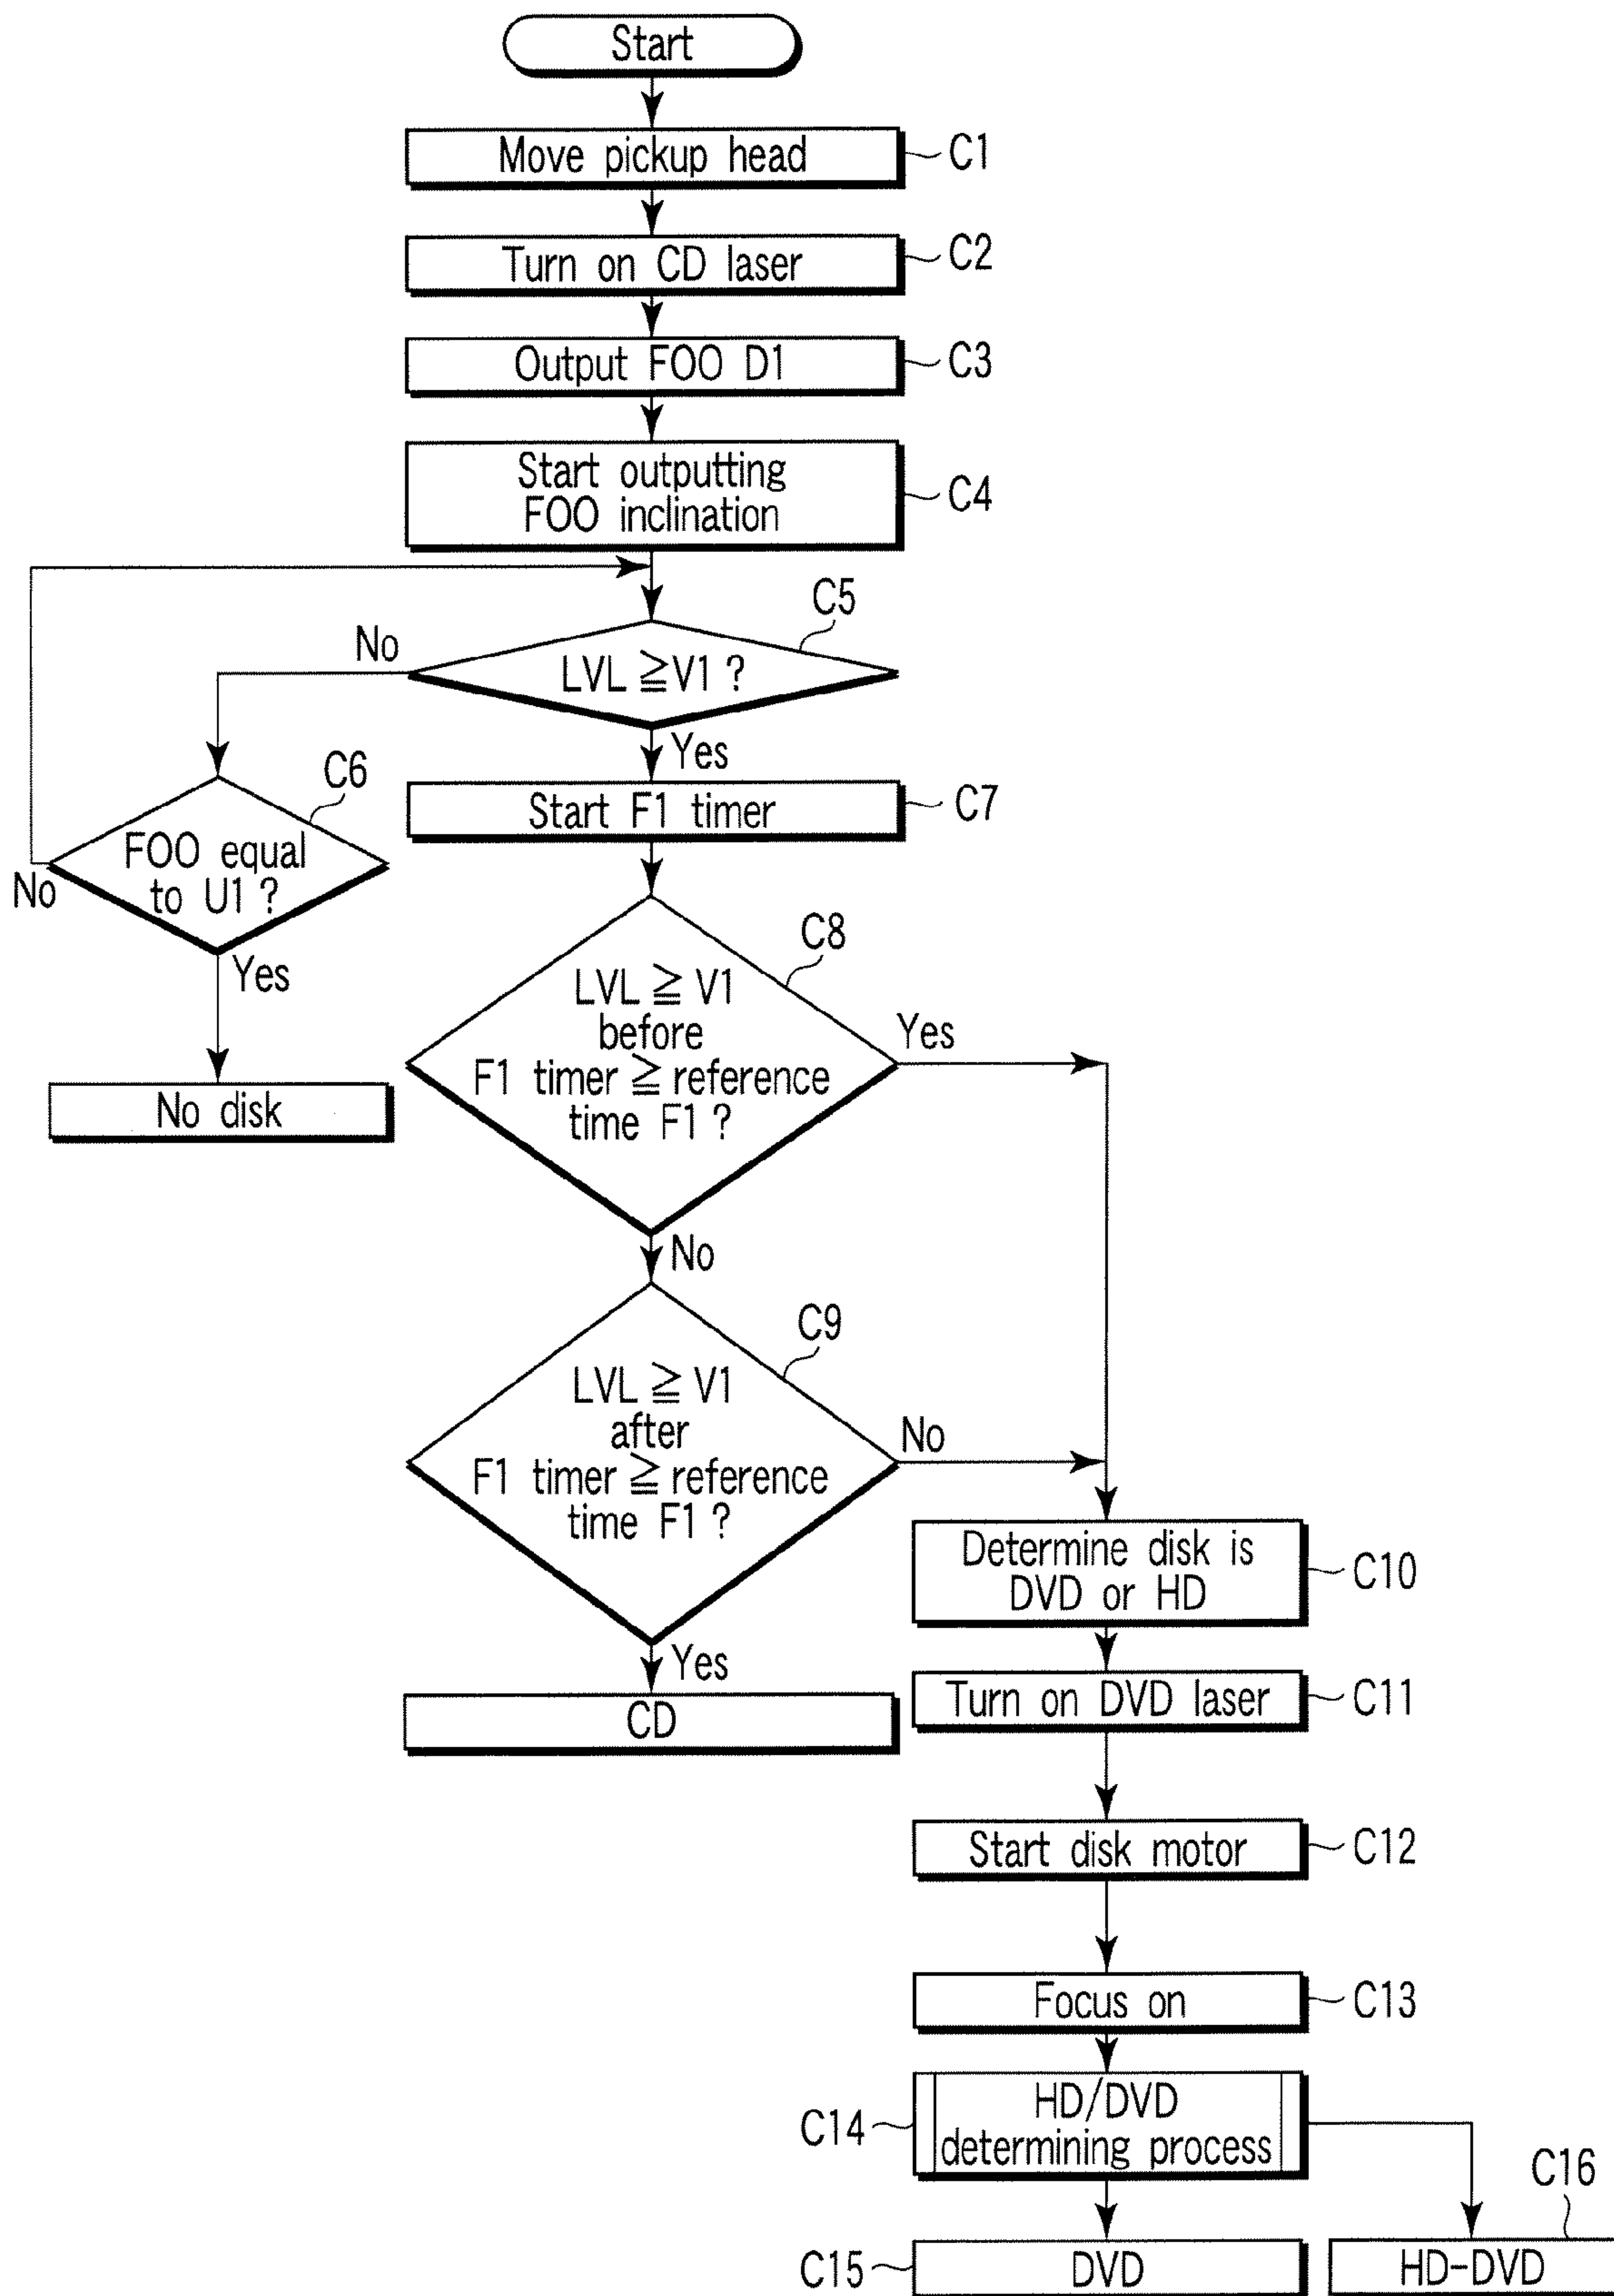 Start
Move pickup head
C1
Turn on CD laser
C2
Output FOO D1
C3
Start outputting
FOO inclination
C4
C5
No
LVL ≧ V1 ?
Yes
C6
FOO equal
to U1 ?
No
Yes
No disk
Start F1 timer
C7
C8
LVL ≧ V1
before
F1 timer ≧ reference
time F1 ?
Yes
No
C9
LVL ≧ V1
after
F1 timer ≧ reference
time F1 ?
No
Yes
CD
Determine disk is
DVD or HD
C10
Turn on DVD laser
C11
Start disk motor
C12
Focus on
C13
C14
HD/DVD
determining process
C16
C15
DVD
HD-DVD